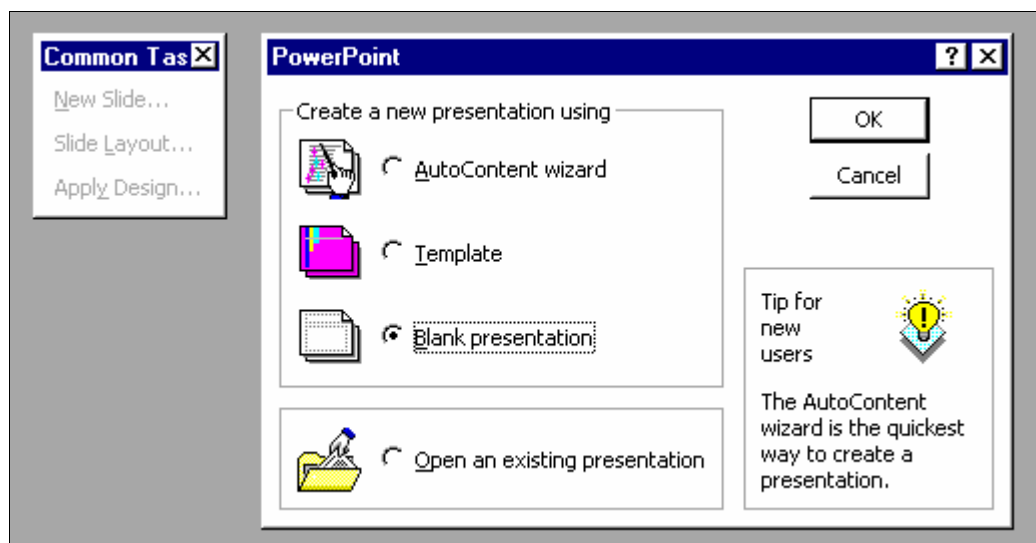 Common Tas
New Slide...
Slide Layout...
Apply Design...
PowerPoint
Create a new presentation using
AutoContent wizard
Template
Blank presentation
Open an existing presentation
OK
Cancel
Tip for
new
users
The AutoContent
wizard is the quickest
way to create a
presentation.